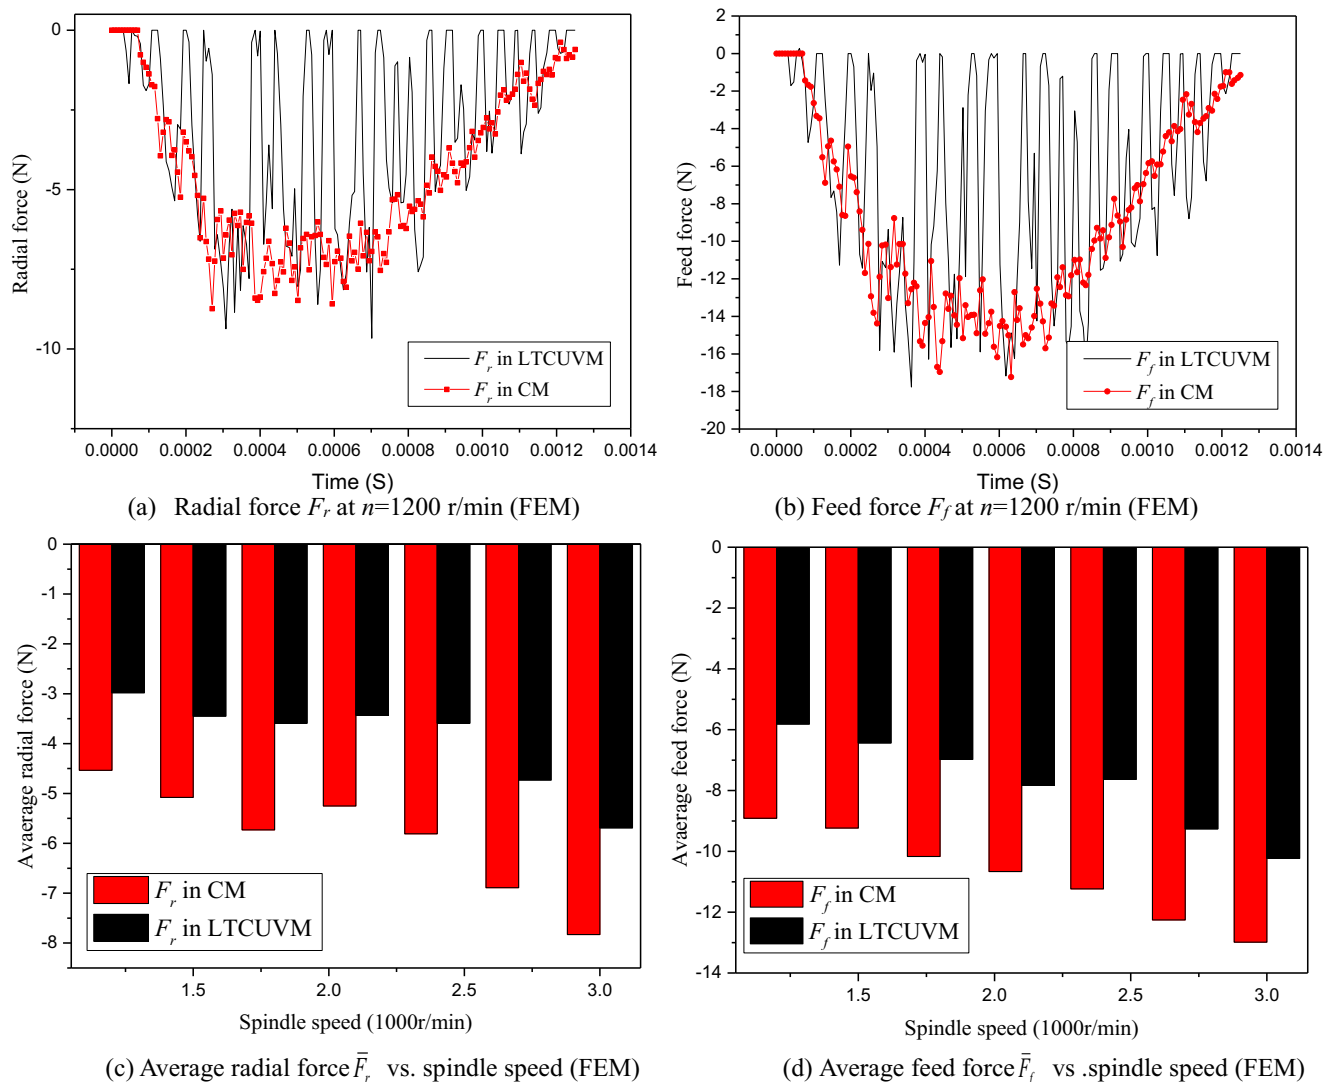 0
-5
-10
Radial force (N)
F_r in LTCUVM
F_r in CM
0.0000 0.0002 0.0004 0.0006 0.0008 0.0010 0.0012 0.0014
Time (S)
(a) Radial force F_r at n=1200 r/min (FEM)
2
0
-2
-4
-6
-8
-10
-12
-14
-16
-18
-20
Feed force (N)
F_f in LTCUVM
F_f in CM
0.0000 0.0002 0.0004 0.0006 0.0008 0.0010 0.0012 0.0014
Time (S)
(b) Feed force F_f at n=1200 r/min (FEM)
0
-1
-2
-3
-4
-5
-6
-7
-8
Avaerage radial force (N)
F_r in CM
F_r in LTCUVM
1.5 2.0 2.5 3.0
Spindle speed (1000r/min)
(c) Average radial force F̄_r vs. spindle speed (FEM)
0
-2
-4
-6
-8
-10
-12
-14
Avaerage feed force (N)
F_f in CM
F_f in LTCUVM
1.5 2.0 2.5 3.0
Spindle speed (1000r/min)
(d) Average feed force F̄_f vs .spindle speed (FEM)